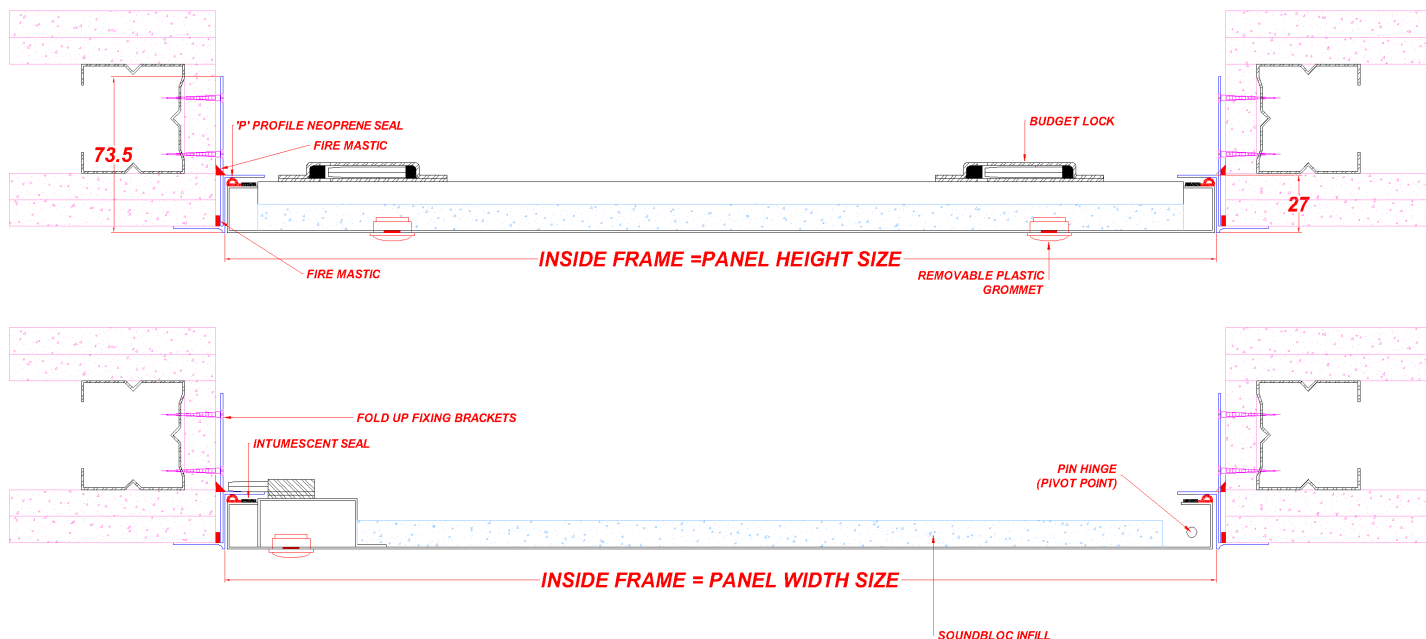 'P' PROFILE NEOPRENE SEAL
BUDGET LOCK
FIRE MASTIC
73.5
27
INSIDE FRAME =PANEL HEIGHT SIZE
FIRE MASTIC
REMOVABLE PLASTIC
GROMMET
FOLD UP FIXING BRACKETS
INTUMESCENT SEAL
PIN HINGE
(PIVOT POINT)
INSIDE FRAME = PANEL WIDTH SIZE
SOUNDBLOC INFILL